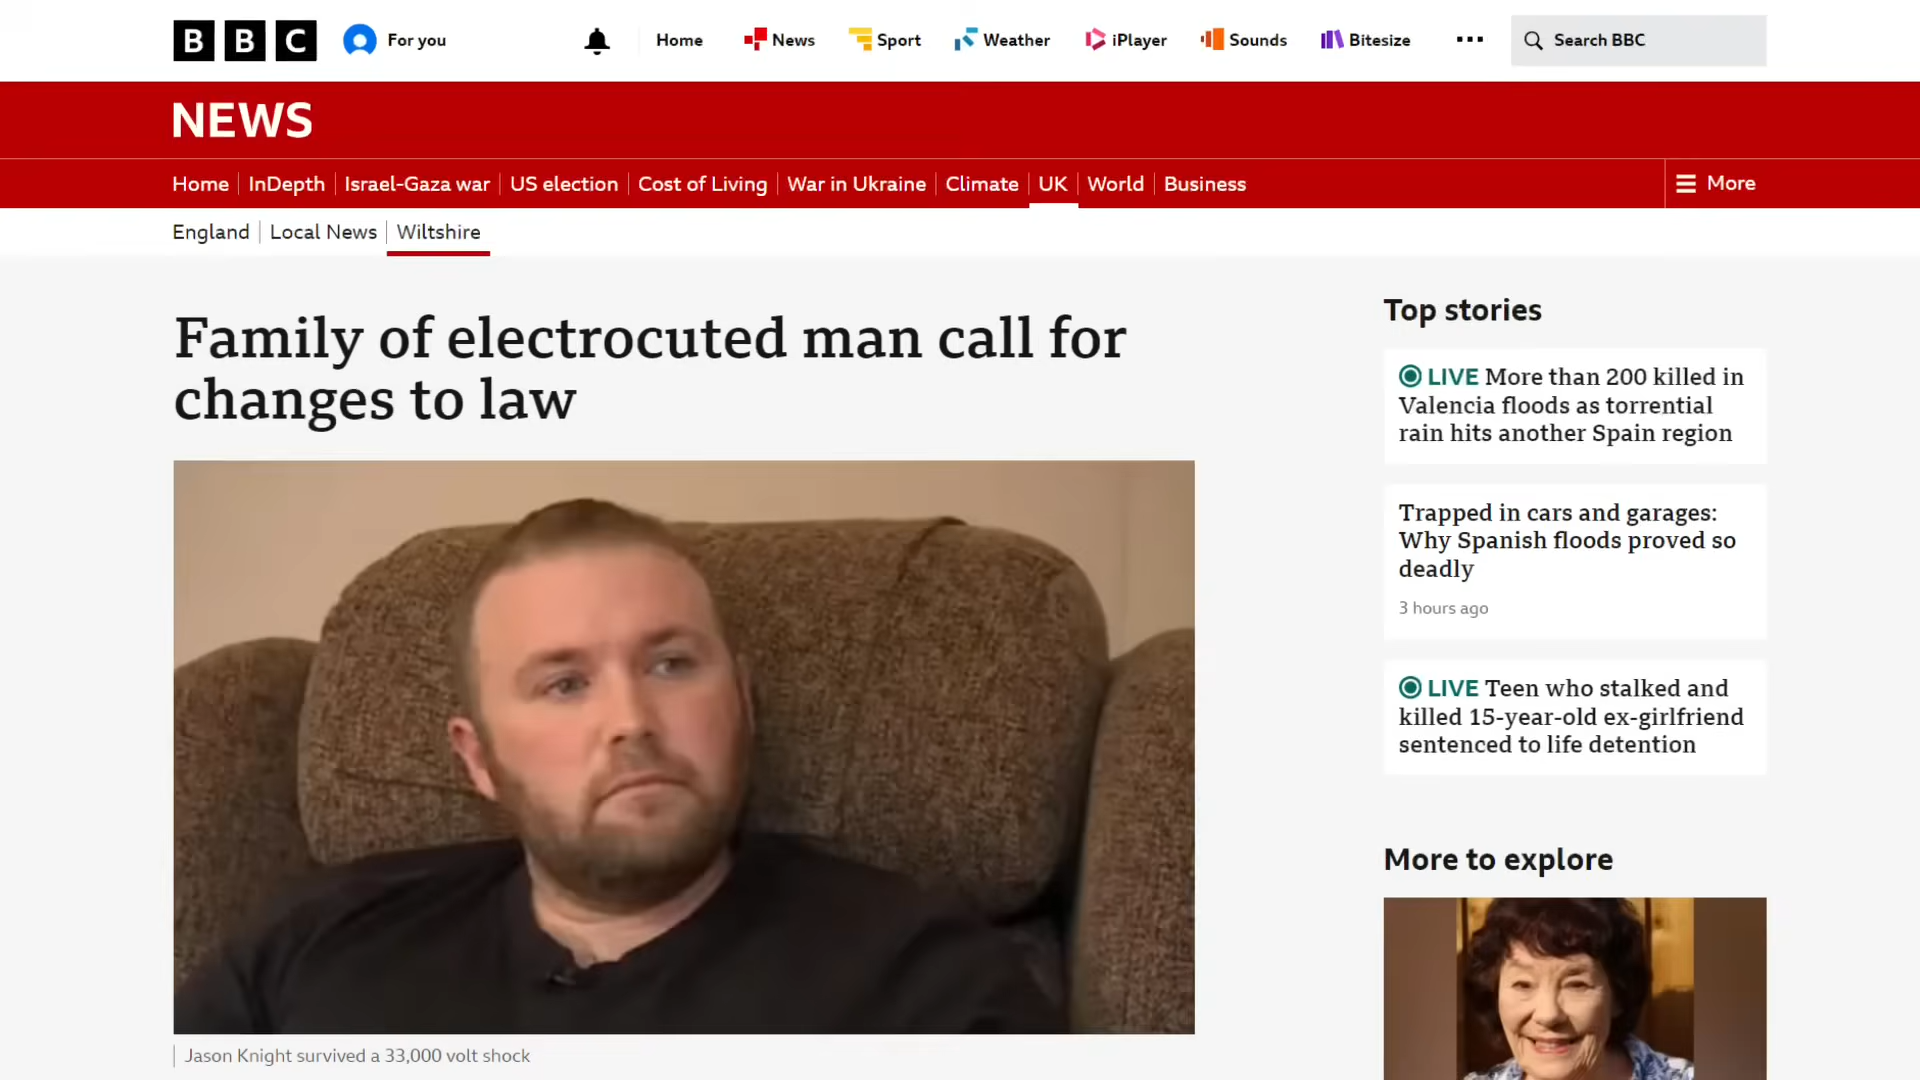 BBC
For you
Home
News
Sport
Weather
iPlayer
Sounds
Bitesize
Search BBC
NEWS
Home
InDepth
Israel-Gaza war
US election
Cost of Living
War in Ukraine
Climate
UK
World
Business
More
England
Local News
Wiltshire
Family of electrocuted man call for
changes to law
Jason Knight survived a 33,000 volt shock
Top stories
LIVE More than 200 killed in
Valencia floods as torrential
rain hits another Spain region
Trapped in cars and garages:
Why Spanish floods proved so
deadly
3 hours ago
LIVE Teen who stalked and
killed 15-year-old ex-girlfriend
sentenced to life detention
More to explore